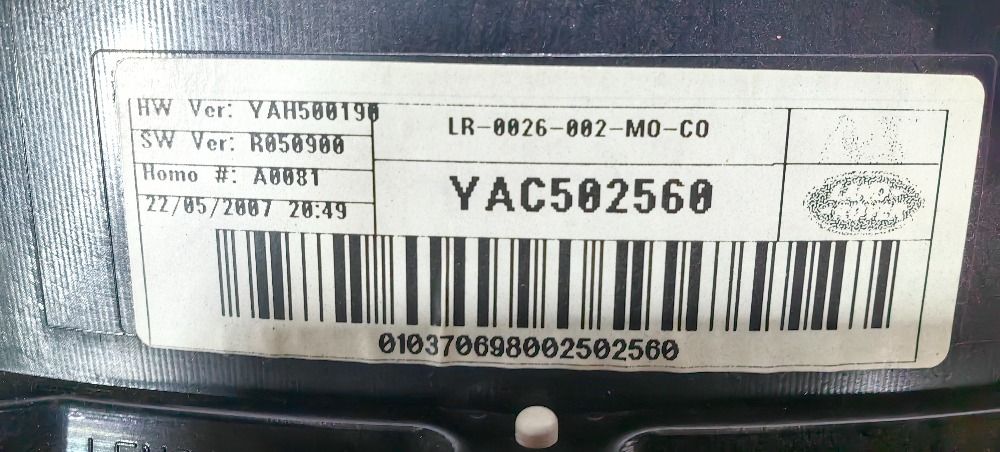 HW Ver: YAH500190
SW Ver: R050900
Homo #: A0081
22/05/2007 20:49
LR-0026-002-MO-CO
YAC502560
010370698002502560